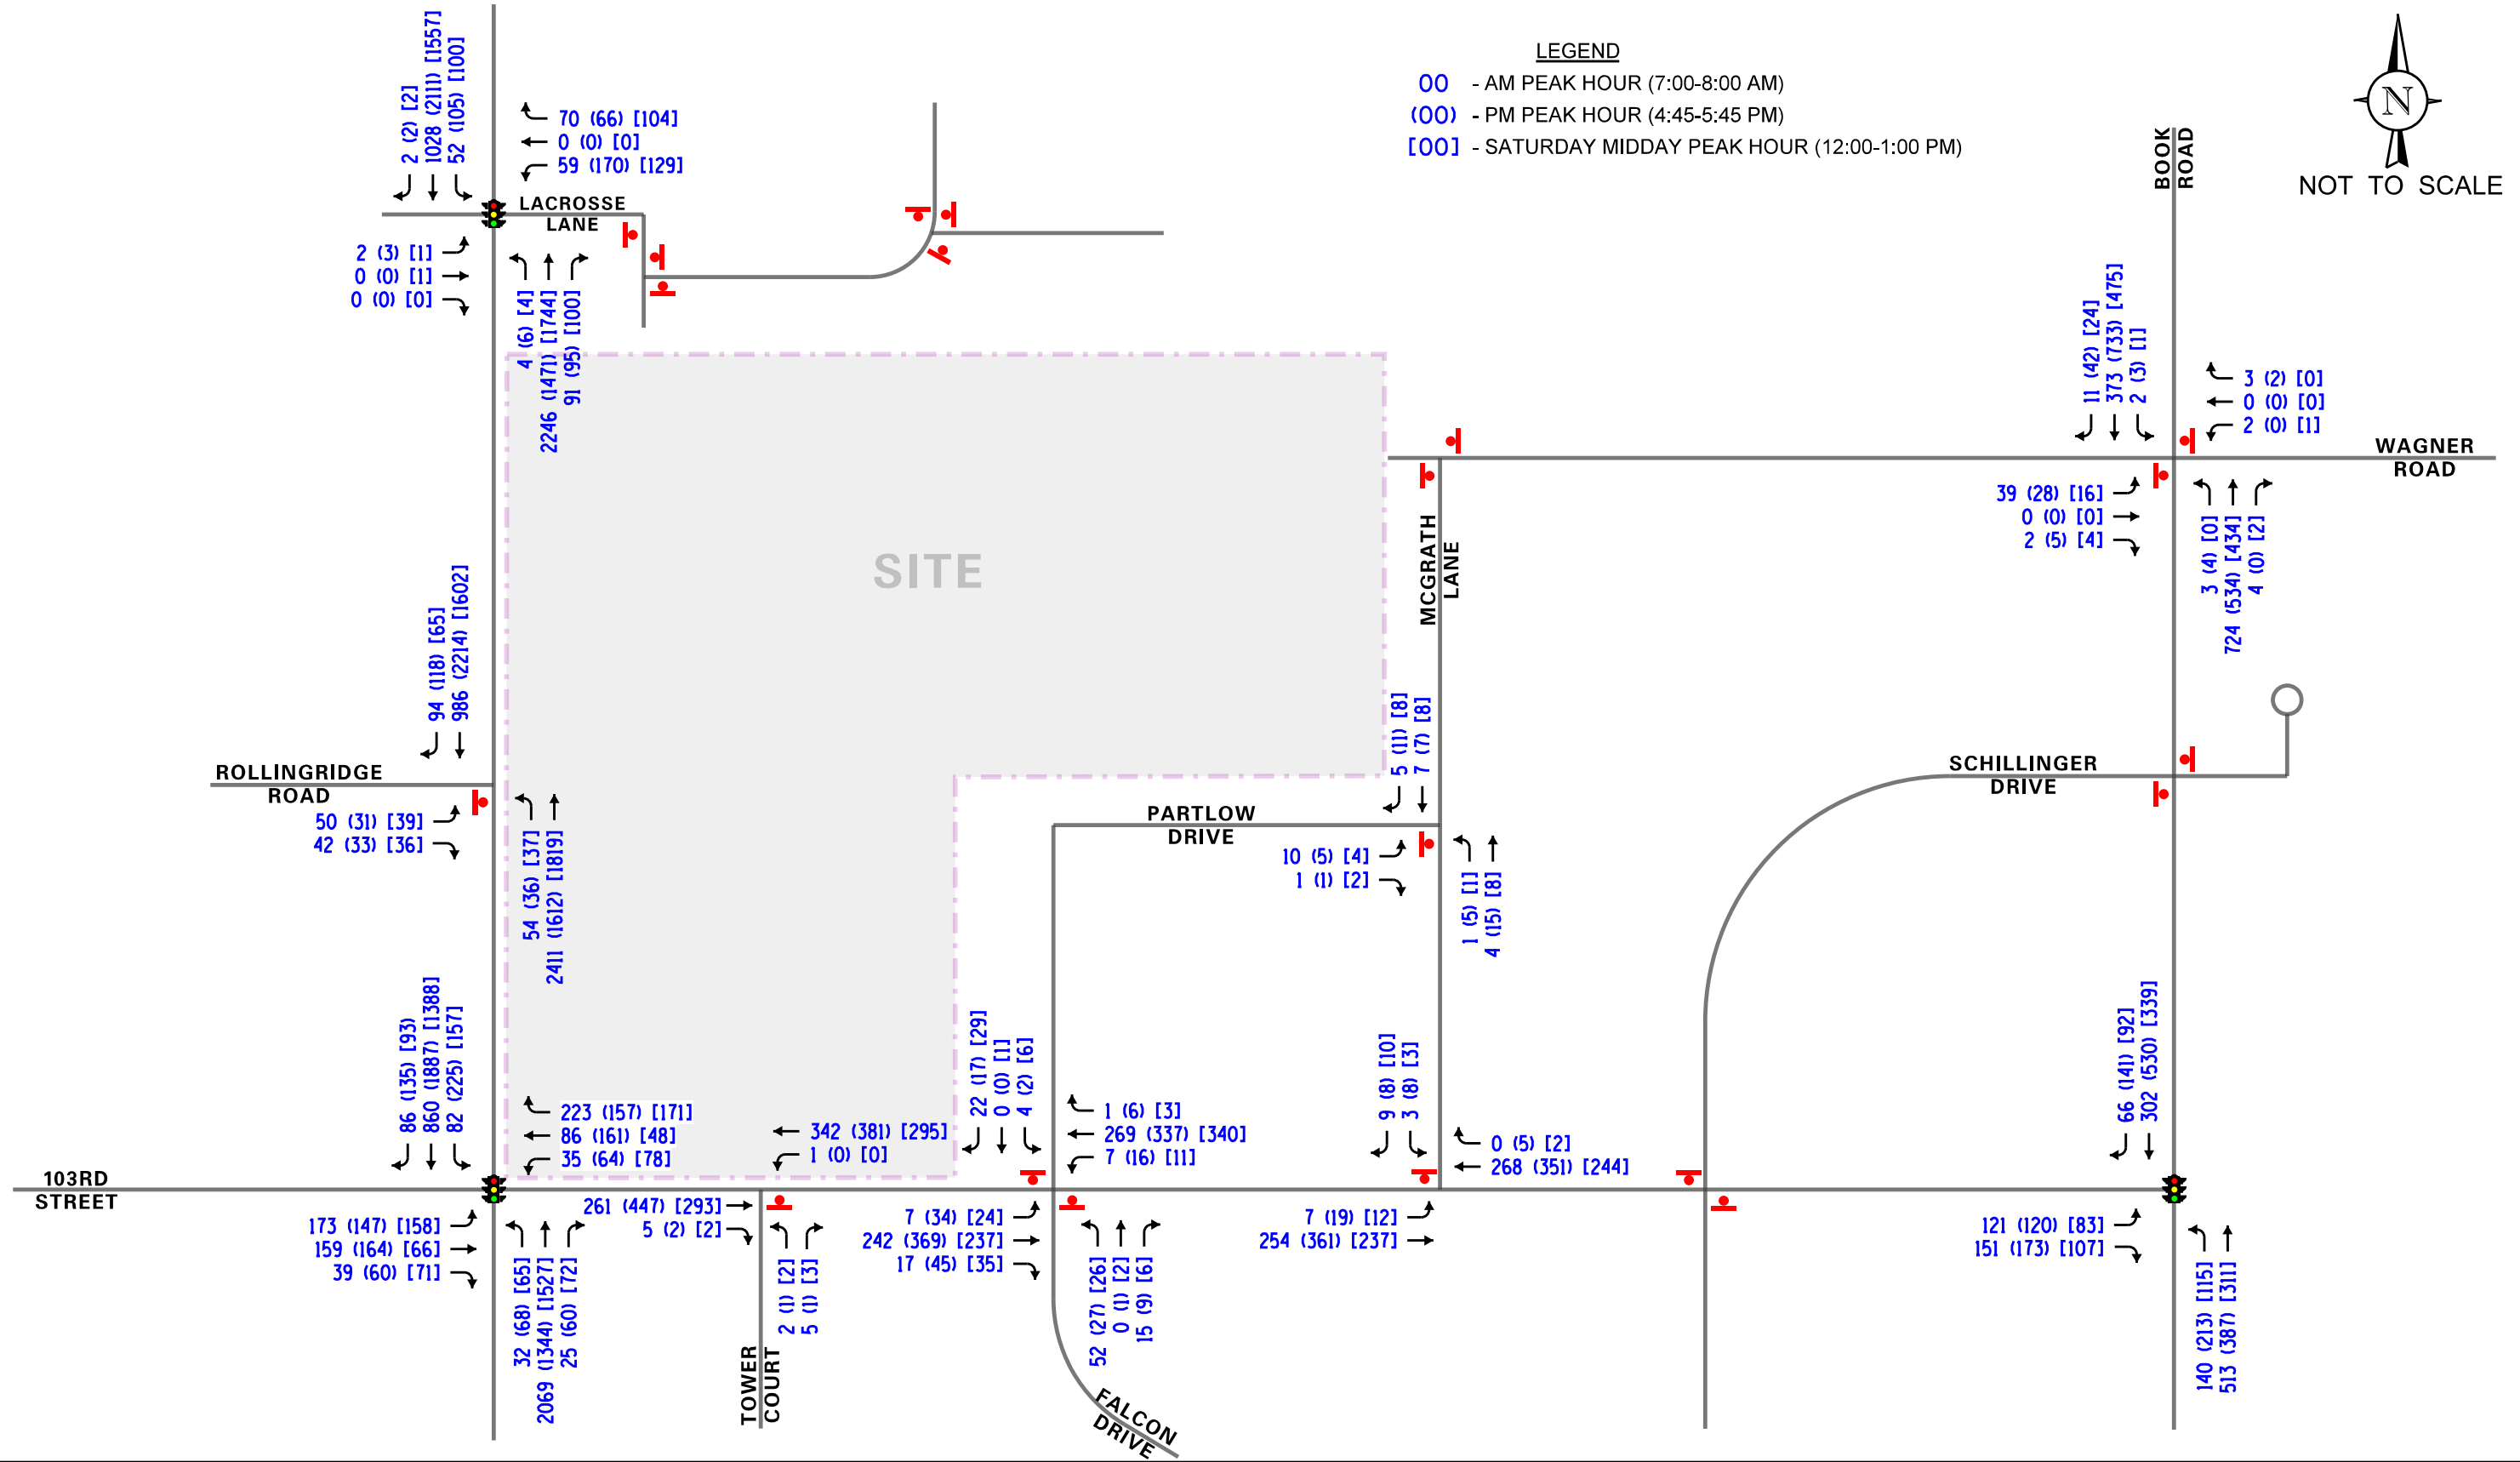 LEGEND
00 - AM PEAK HOUR (7:00-8:00 AM)
(00) - PM PEAK HOUR (4:45-5:45 PM)
[00] - SATURDAY MIDDAY PEAK HOUR (12:00-1:00 PM)
N
NOT TO SCALE
BOOK
ROAD
2 (2) [2]
1028 (2111) [1557]
52 (105) [100]
70 (66) [104]
0 (0) [0]
59 (170) [129]
LACROSSE
LANE
2 (3) [1]
0 (0) [1]
0 (0) [0]
4 (6) [4]
2246 (1471) [1744]
91 (95) [100]
11 (42) [24]
373 (733) [475]
2 (3) [1]
3 (2) [0]
0 (0) [0]
2 (0) [1]
WAGNER
ROAD
39 (28) [16]
0 (0) [0]
2 (5) [4]
3 (4) [0]
724 (534) [434]
4 (0) [2]
SITE
MCGRATH
LANE
94 (118) [65]
986 (2214) [1602]
ROLLINGRIDGE
ROAD
50 (31) [39]
42 (33) [36]
54 (36) [37]
2411 (1612) [1819]
5 (11) [8]
7 (7) [8]
PARTLOW
DRIVE
10 (5) [4]
1 (1) [2]
1 (5) [1]
4 (15) [8]
SCHILLINGER
DRIVE
86 (135) [93)
860 (1887) [1388]
82 (225) [157]
223 (157) [171]
86 (161) [48]
35 (64) [78]
342 (381) [295]
1 (0) [0]
22 (17) [29]
0 (0) [1]
4 (2) [6]
1 (6) [3]
269 (337) [340]
7 (16) [11]
9 (8) [10]
3 (8) [3]
0 (5) [2]
268 (351) [244]
66 (141) [92]
302 (530) [339]
103RD
STREET
173 (147) [158]
159 (164) [66]
39 (60) [71]
32 (68) [65]
2069 (1344) [1527]
25 (60) [72]
261 (447) [293]
5 (2) [2]
2 (1) [2]
5 (1) [3]
TOWER
COURT
7 (34) [24]
242 (369) [237]
17 (45) [35]
52 (27) [26]
0 (1) [2]
15 (9) [6]
FALCON
DRIVE
7 (19) [12]
254 (361) [237]
121 (120) [83]
151 (173) [107]
140 (213) [115]
513 (387) [311]